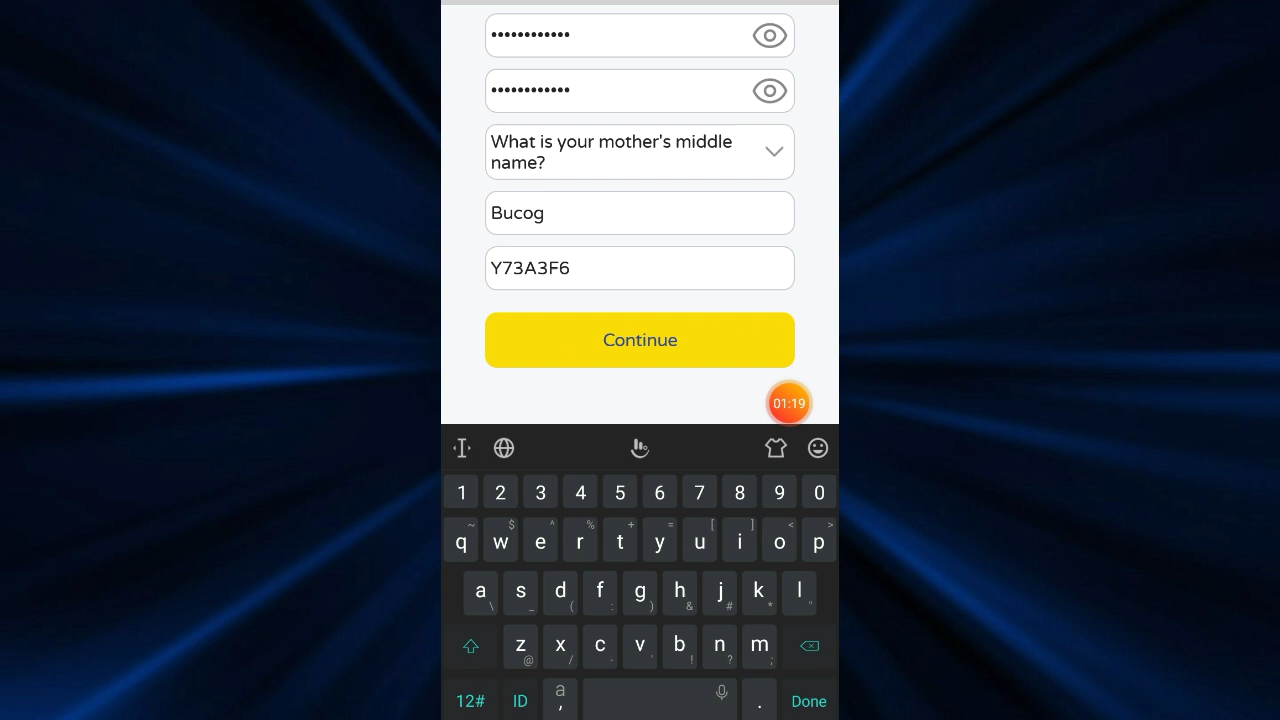 ••••••••••••
••••••••••••
What is your mother's middle
name?
Bucog
Y73A3F6
Continue
01:19
1 2 3 4 5 6 7 8 9 0
~ $ ^ % + = [ ] < >
q w e r t y u i o p
a s d f g h j k l
\ _ ( : ) & # * "
z x c v b n m
@ / - ' ! ? ;
12# ID a , . Done